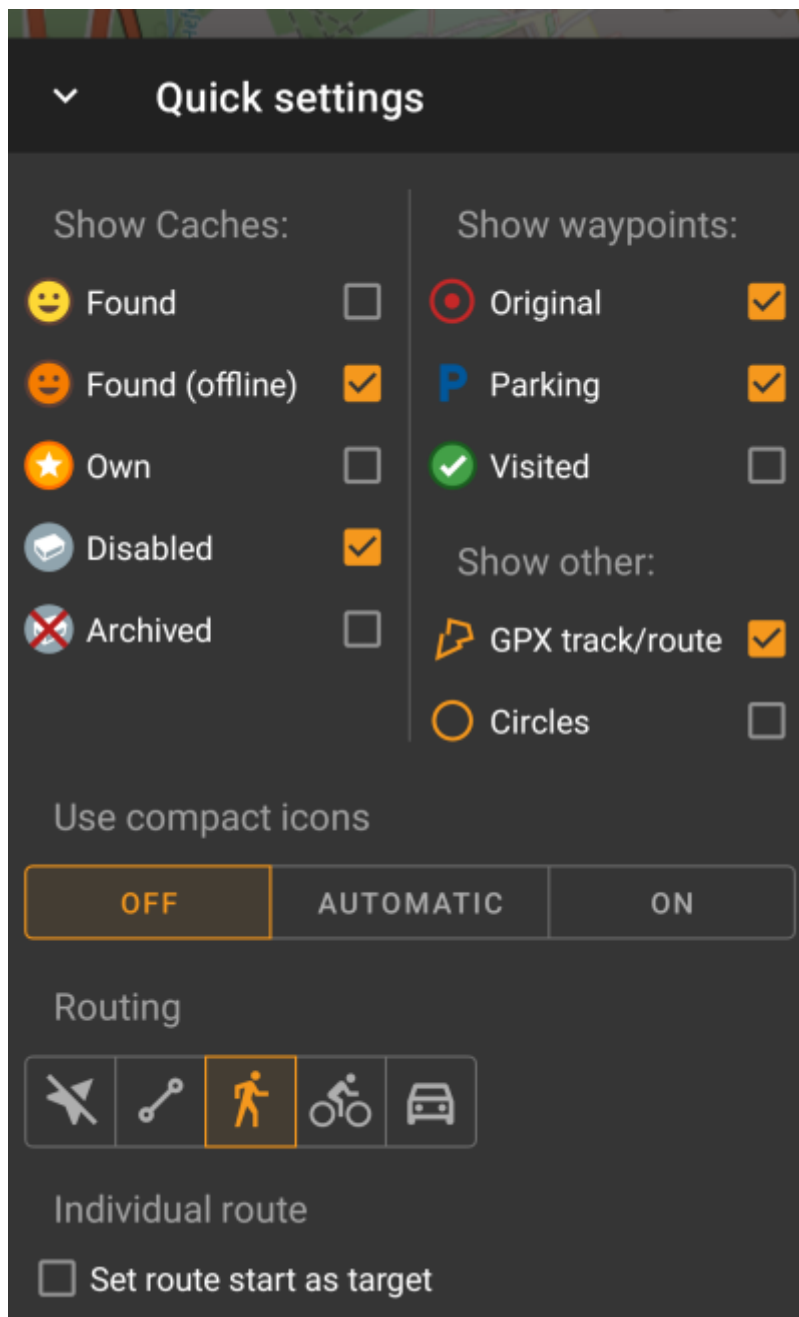 Quick settings
Show Caches:
Found
Found (offline)
Own
Disabled
Archived
Show waypoints:
Original
P Parking
Visited
Show other:
GPX track/route
Circles
Use compact icons
OFF AUTOMATIC ON
Routing
Individual route
Set route start as target